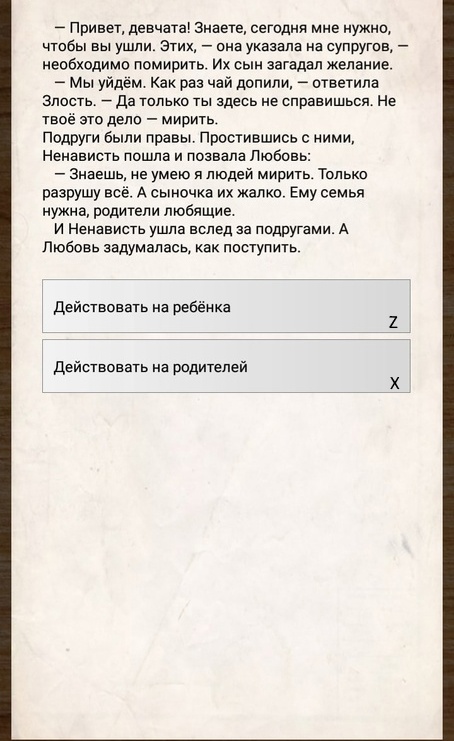 — Привет, девчата! Знаете, сегодня мне нужно,
чтобы вы ушли. Этих, — она указала на супругов, —
необходимо помирить. Их сын загадал желание.
— Мы уйдём. Как раз чай допили, — ответила
Злость. — Да только ты здесь не справишься. Не
твоё это дело — мирить.
Подруги были правы. Простившись с ними,
Ненависть пошла и позвала Любовь:
— Знаешь, не умею я людей мирить. Только
разрушу всё. А сыночка их жалко. Ему семья
нужна, родители любящие.
И Ненависть ушла вслед за подругами. А
Любовь задумалась, как поступить.
Действовать на ребёнка
Z
Действовать на родителей
X